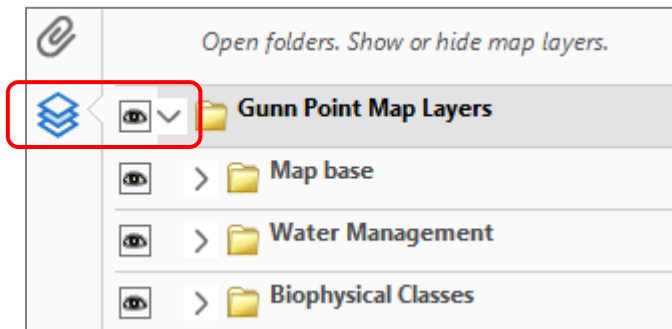 Open folders. Show or hide map layers.
Gunn Point Map Layers
Map base
Water Management
Biophysical Classes